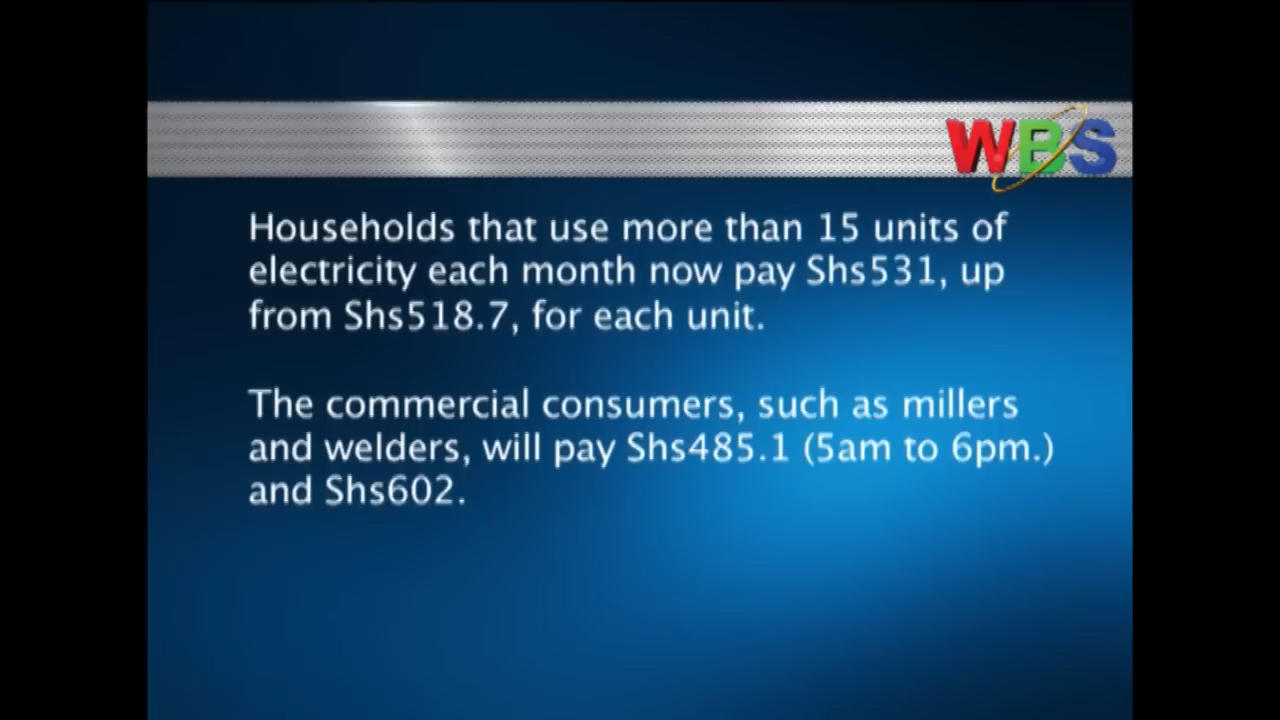 WBS
Households that use more than 15 units of
electricity each month now pay Shs531, up
from Shs518.7, for each unit.
The commercial consumers, such as millers
and welders, will pay Shs485.1 (5am to 6pm.)
and Shs602.